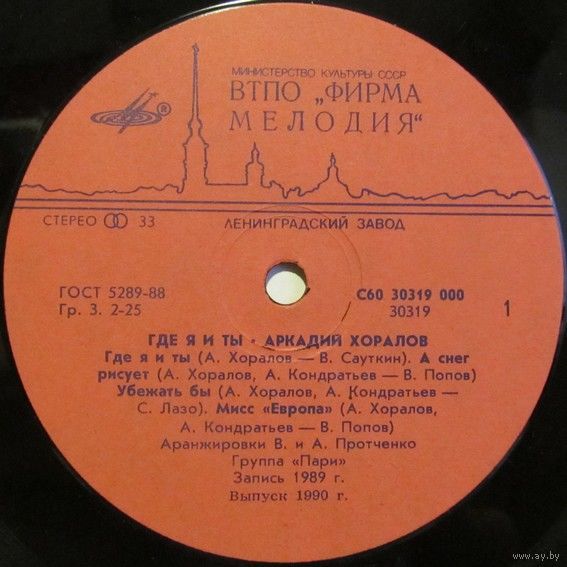 МИНИСТЕРСТВО КУЛЬТУРЫ СССР
ВТПО „ФИРМА
МЕЛОДИЯ“
®
СТЕРЕО 33
ЛЕНИНГРАДСКИЙ ЗАВОД
ГОСТ 5289-88
Гр. 3. 2-25
С60 30319 000
30319
1
ГДЕ Я И ТЫ · АРКАДИЙ ХОРАЛОВ
Где я и ты (А. Хоралов — В. Сауткин). А снег
рисует (А. Хоралов, А. Кондратьев — В. Попов)
Убежать бы (А. Хоралов, А. Кондратьев —
С. Лазо). Мисс «Европа» (А. Хоралов,
А. Кондратьев — В. Попов)
Аранжировки В. и А. Протченко
Группа «Пари»
Запись 1989 г.
Выпуск 1990 г.
www.ay.by